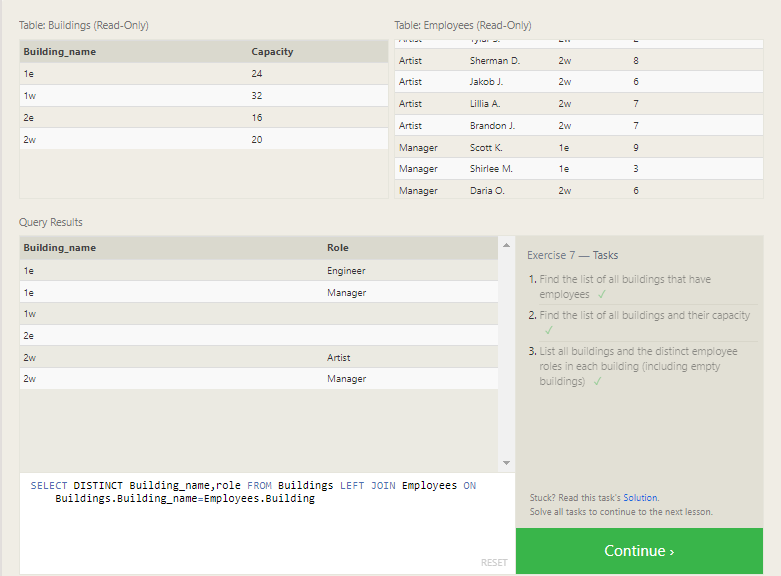 Table: Buildings (Read-Only)
Building_name Capacity
1e 24
1w 32
2e 16
2w 20
Table: Employees (Read-Only)
Artist Sherman D. 2w 8
Artist Jakob J. 2w 6
Artist Lillia A. 2w 7
Artist Brandon J. 2w 7
Manager Scott K. 1e 9
Manager Shirlee M. 1e 3
Manager Daria O. 2w 6
Query Results
Building_name Role
1e Engineer
1e Manager
1w
2e
2w Artist
2w Manager
SELECT DISTINCT Building_name,role FROM Buildings LEFT JOIN Employees ON
Buildings.Building_name=Employees.Building
RESET
Exercise 7 — Tasks
1. Find the list of all buildings that have
employees ✓
2. Find the list of all buildings and their capacity
✓
3. List all buildings and the distinct employee
roles in each building (including empty
buildings) ✓
Stuck? Read this task's Solution.
Solve all tasks to continue to the next lesson.
Continue ›